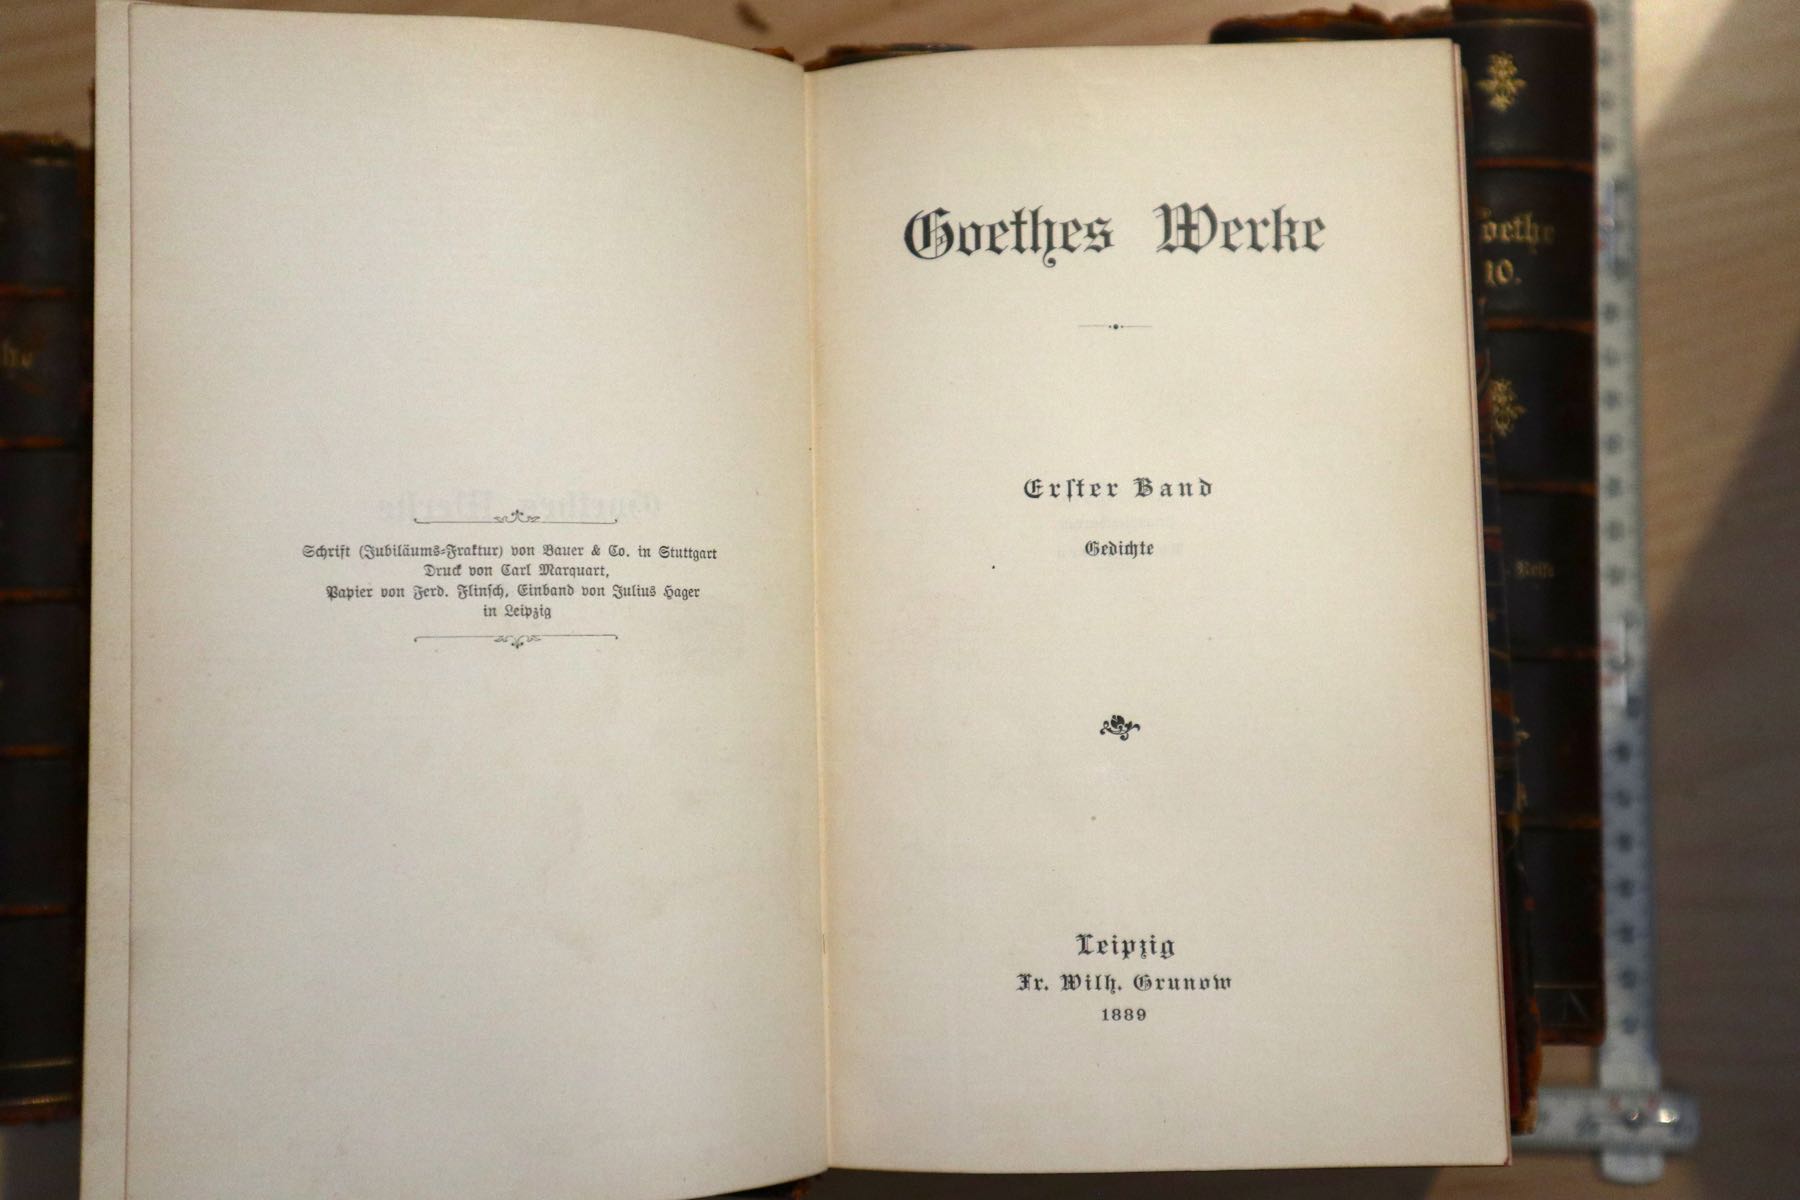 Schrift (Jubiläums-Fraktur) von Bauer & Co. in Stuttgart
Druck von Carl Marquart,
Papier von Ferd. Flinsch, Einband von Julius Hager
in Leipzig
Goethes Werke
Erſter Band
Gedichte
Leipzig
Fr. Wilh. Grunow
1889
oethe
10.